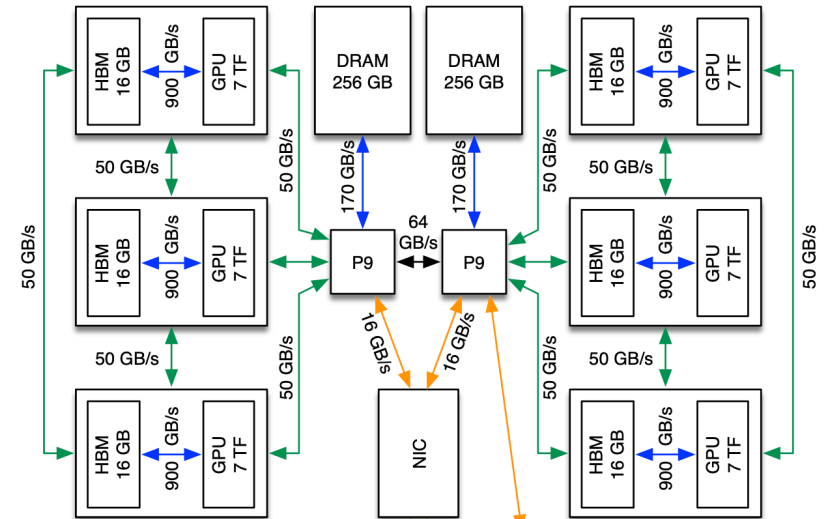 HBM
16 GB
900 GB/s
GPU
7 TF
DRAM
256 GB
DRAM
256 GB
HBM
16 GB
900 GB/s
GPU
7 TF
50 GB/s
50 GB/s
170 GB/s
170 GB/s
50 GB/s
50 GB/s
50 GB/s
HBM
16 GB
900 GB/s
GPU
7 TF
P9
64
GB/s
P9
HBM
16 GB
900 GB/s
GPU
7 TF
50 GB/s
50 GB/s
50 GB/s
16 GB/s
16 GB/s
50 GB/s
50 GB/s
HBM
16 GB
900 GB/s
GPU
7 TF
NIC
HBM
16 GB
900 GB/s
GPU
7 TF